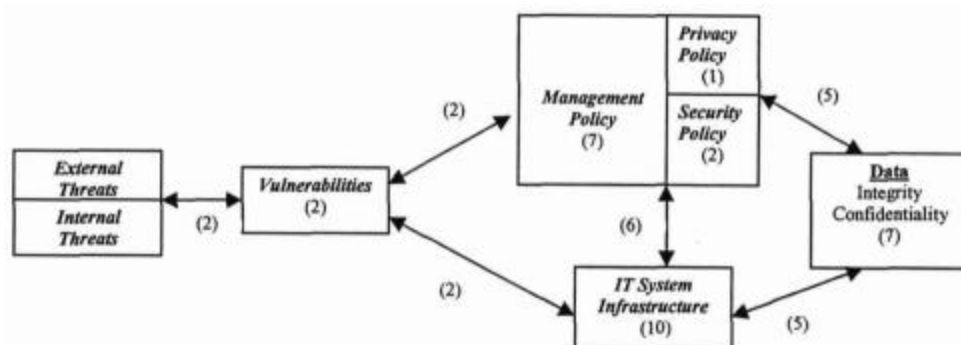 External
Threats
Internal
Threats
(2)
Vulnerabilities
(2)
(2)
(2)
Management
Policy
(7)
Privacy
Policy
(1)
Security
Policy
(2)
(6)
IT System
Infrastructure
(10)
(5)
(5)
Data
Integrity
Confidentiality
(7)